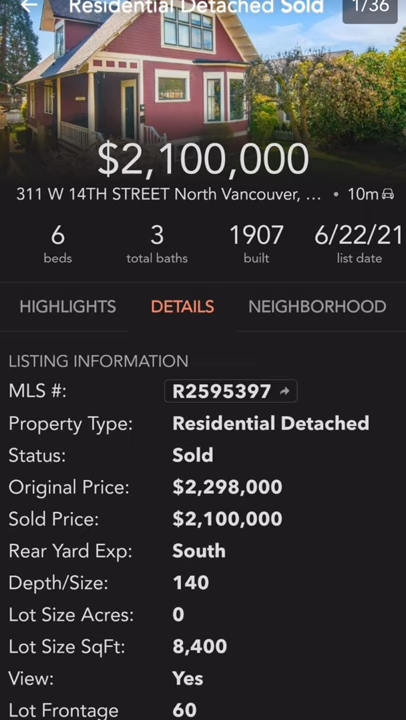 Residential Detached Sold
1/36
$2,100,000
311 W 14TH STREET North Vancouver, ... • 10m
6 3 1907 6/22/21
beds total baths built list date
HIGHLIGHTS DETAILS NEIGHBORHOOD
LISTING INFORMATION
MLS #: R2595397
Property Type: Residential Detached
Status: Sold
Original Price: $2,298,000
Sold Price: $2,100,000
Rear Yard Exp: South
Depth/Size: 140
Lot Size Acres: 0
Lot Size SqFt: 8,400
View: Yes
Lot Frontage 60